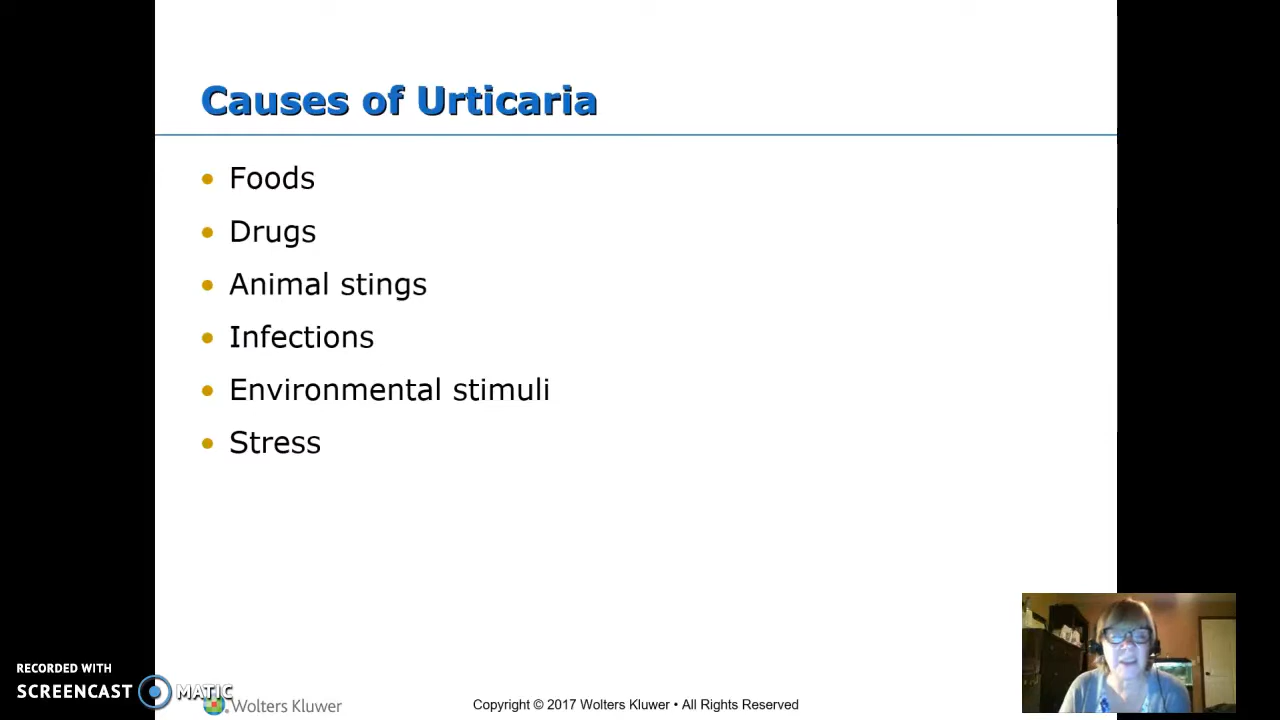 Causes of Urticaria
• Foods
• Drugs
• Animal stings
• Infections
• Environmental stimuli
• Stress
RECORDED WITH
SCREENCAST MATIC
Wolters Kluwer
Copyright © 2017 Wolters Kluwer • All Rights Reserved